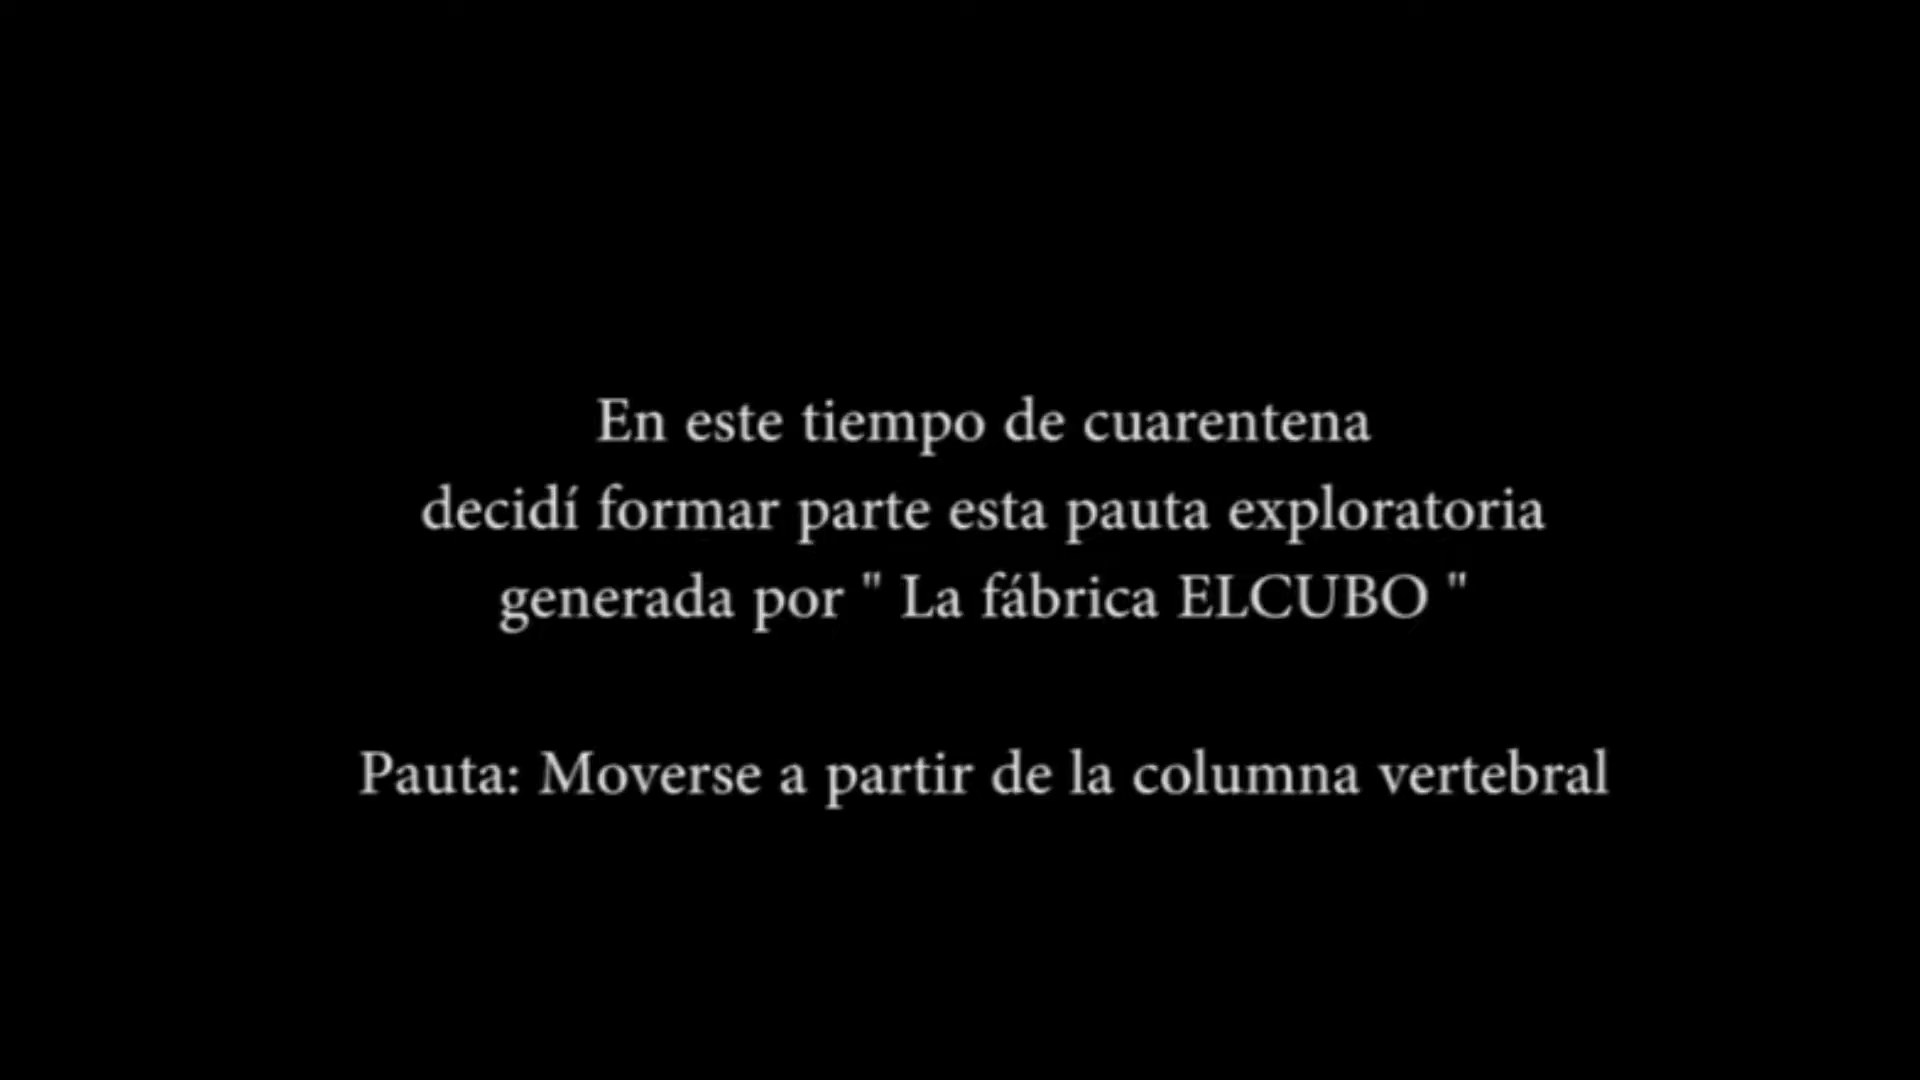 En este tiempo de cuarentena
decidí formar parte esta pauta exploratoria
generada por " La fábrica ELCUBO "
Pauta: Moverse a partir de la columna vertebral